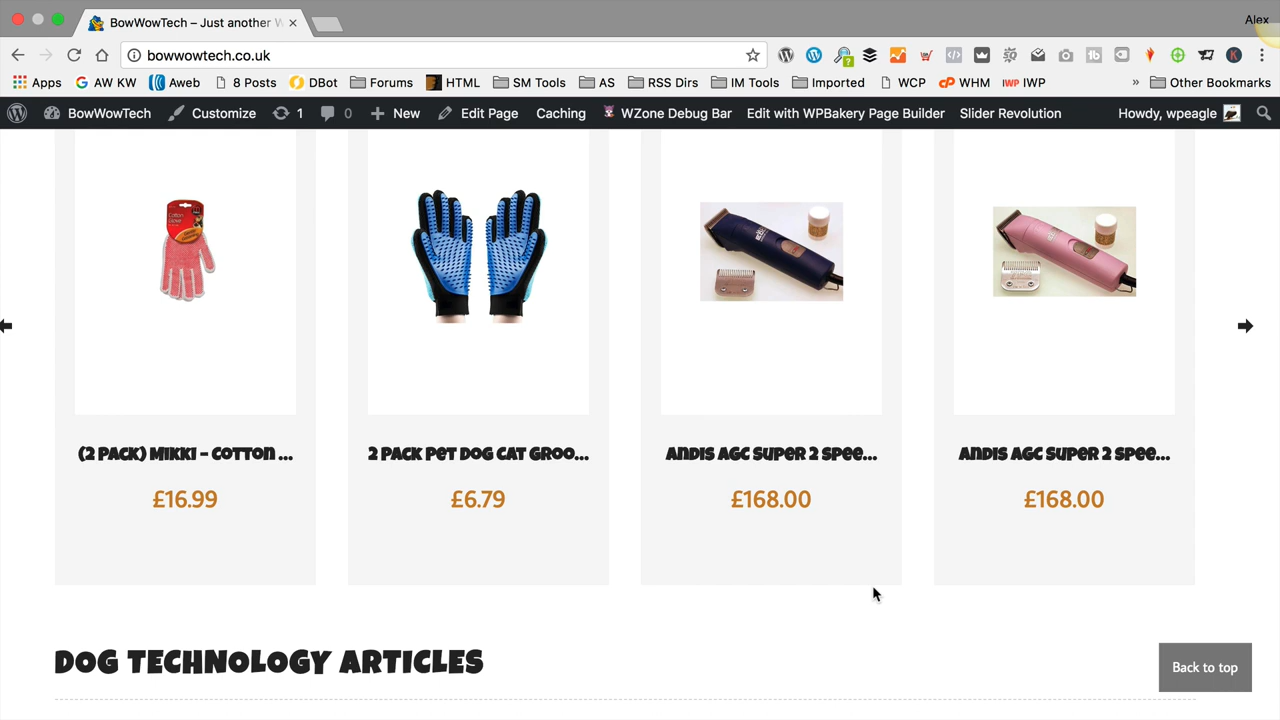 Alex
BowWowTech – Just another W
bowwowtech.co.uk
Apps AW KW Aweb 8 Posts DBot Forums HTML SM Tools AS RSS Dirs IM Tools Imported WCP WHM IWP IWP » Other Bookmarks
BowWowTech Customize 1 0 New Edit Page Caching WZone Debug Bar Edit with WPBakery Page Builder Slider Revolution Howdy, wpeagle
(2 Pack) Mikki - Cotton ... 2 Pack Pet Dog Cat Groo... Andis AGC Super 2 Spee... Andis AGC Super 2 Spee...
£16.99 £6.79 £168.00 £168.00
DOG TECHNOLOGY ARTICLES
Back to top